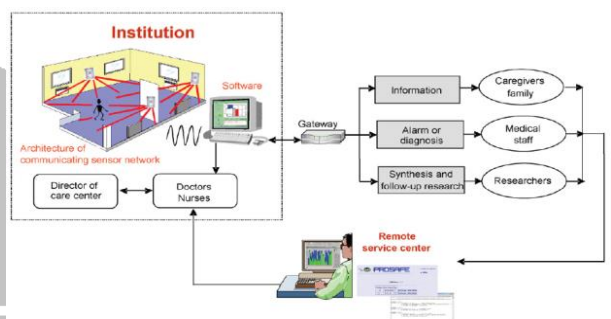 Institution
Software
Architecture of
communicating sensor network
Gateway
Information
Caregivers
family
Alarm or
diagnosis
Medical
staff
Synthesis and
follow-up research
Researchers
Director of
care center
Doctors
Nurses
Remote
service center
PROSAFE